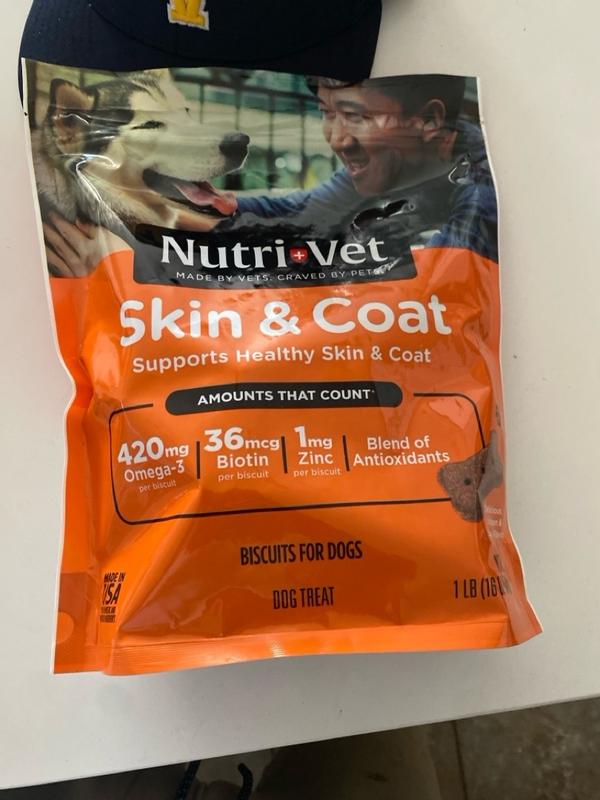 V
Nutri+Vet
MADE BY VETS. CRAVED BY PETS
Skin & Coat
Supports Healthy Skin & Coat
AMOUNTS THAT COUNT*
420mg
Omega-3
per biscuit
36mcg
Biotin
per biscuit
1mg
Zinc
per biscuit
Blend of
Antioxidants
BISCUITS FOR DOGS
MADE IN
USA
DOG TREAT
1 LB (16